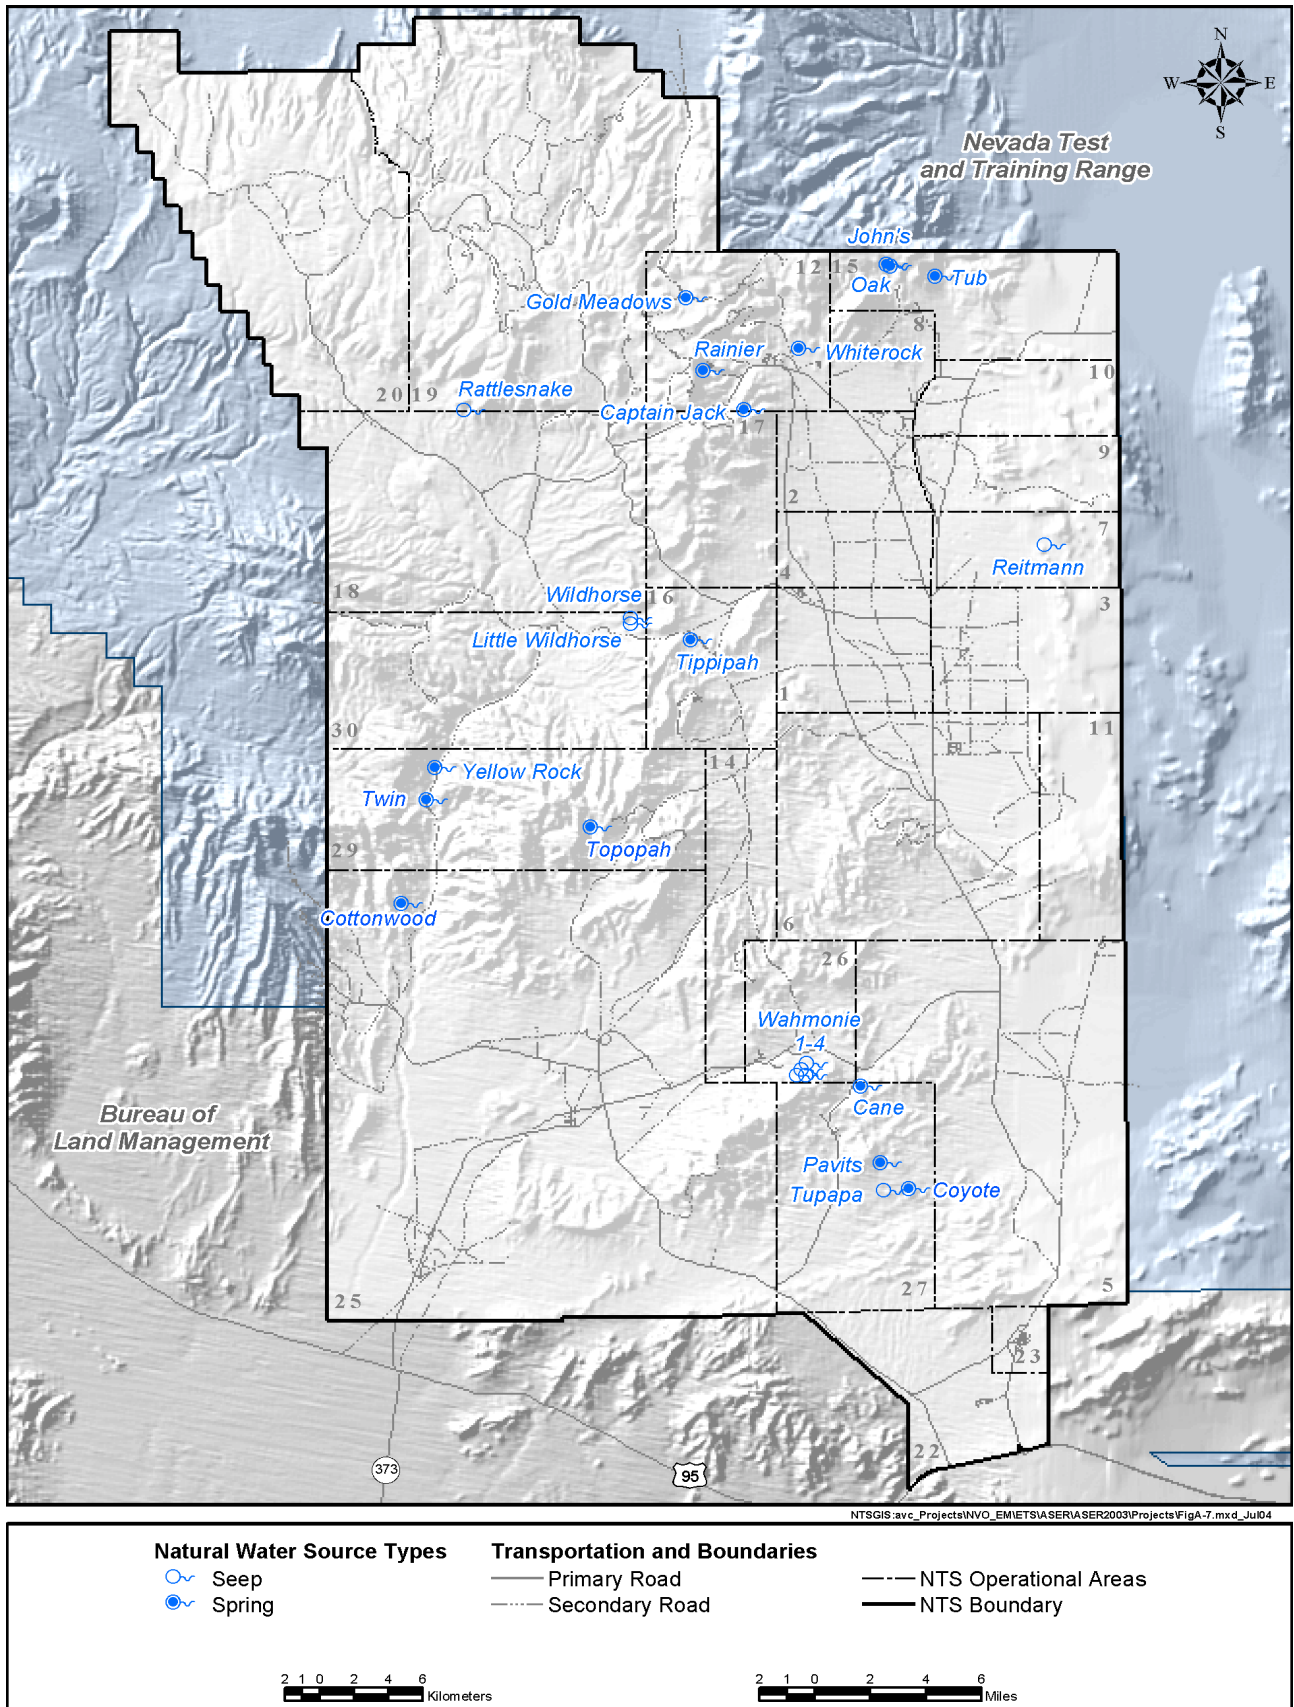 N
W E
S
Nevada Test
and Training Range
John's
Oak
Tub
12
15
Gold Meadows
8
Rainier
Whiterock
10
Rattlesnake
20
19
Captain Jack
17
9
2
7
Reitmann
18
4
Wildhorse
16
3
Little Wildhorse
Tippipah
1
30
11
14
Yellow Rock
Twin
29
Topopah
Cottonwood
6
26
Wahmonie
1-4
Cane
Bureau of
Land Management
Pavits
Tupapa
Coyote
25
27
5
23
22
373
95
NTSGIS:avc_Projects\NVO_EM\ETS\ASER\ASER2003\Projects\FigA-7.mxd_Jul04
Natural Water Source Types
Seep
Spring
Transportation and Boundaries
Primary Road
Secondary Road
NTS Operational Areas
NTS Boundary
2 1 0 2 4 6
Kilometers
2 1 0 2 4 6
Miles